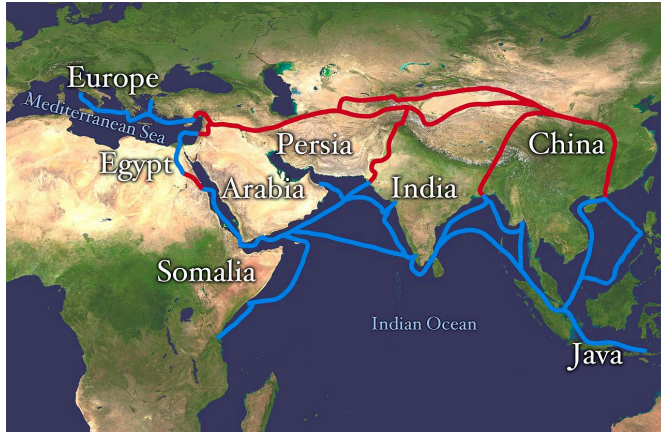 Europe
Mediterranean Sea
Egypt
Persia
China
Arabia
India
Somalia
Indian Ocean
Java